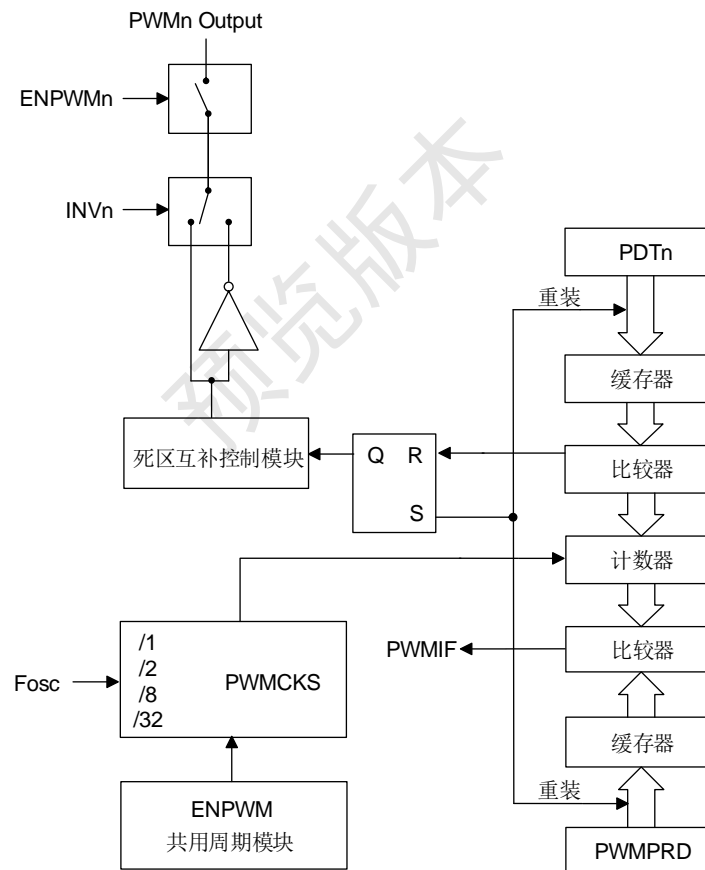 PWMn Output
ENPWMn
INVn
预览版本
PDTn
重装
缓存器
死区互补控制模块
Q R
S
比较器
计数器
/1
/2
/8
/32
PWMCKS
Fosc
PWMIF
比较器
缓存器
ENPWM
共用周期模块
重装
PWMPRD